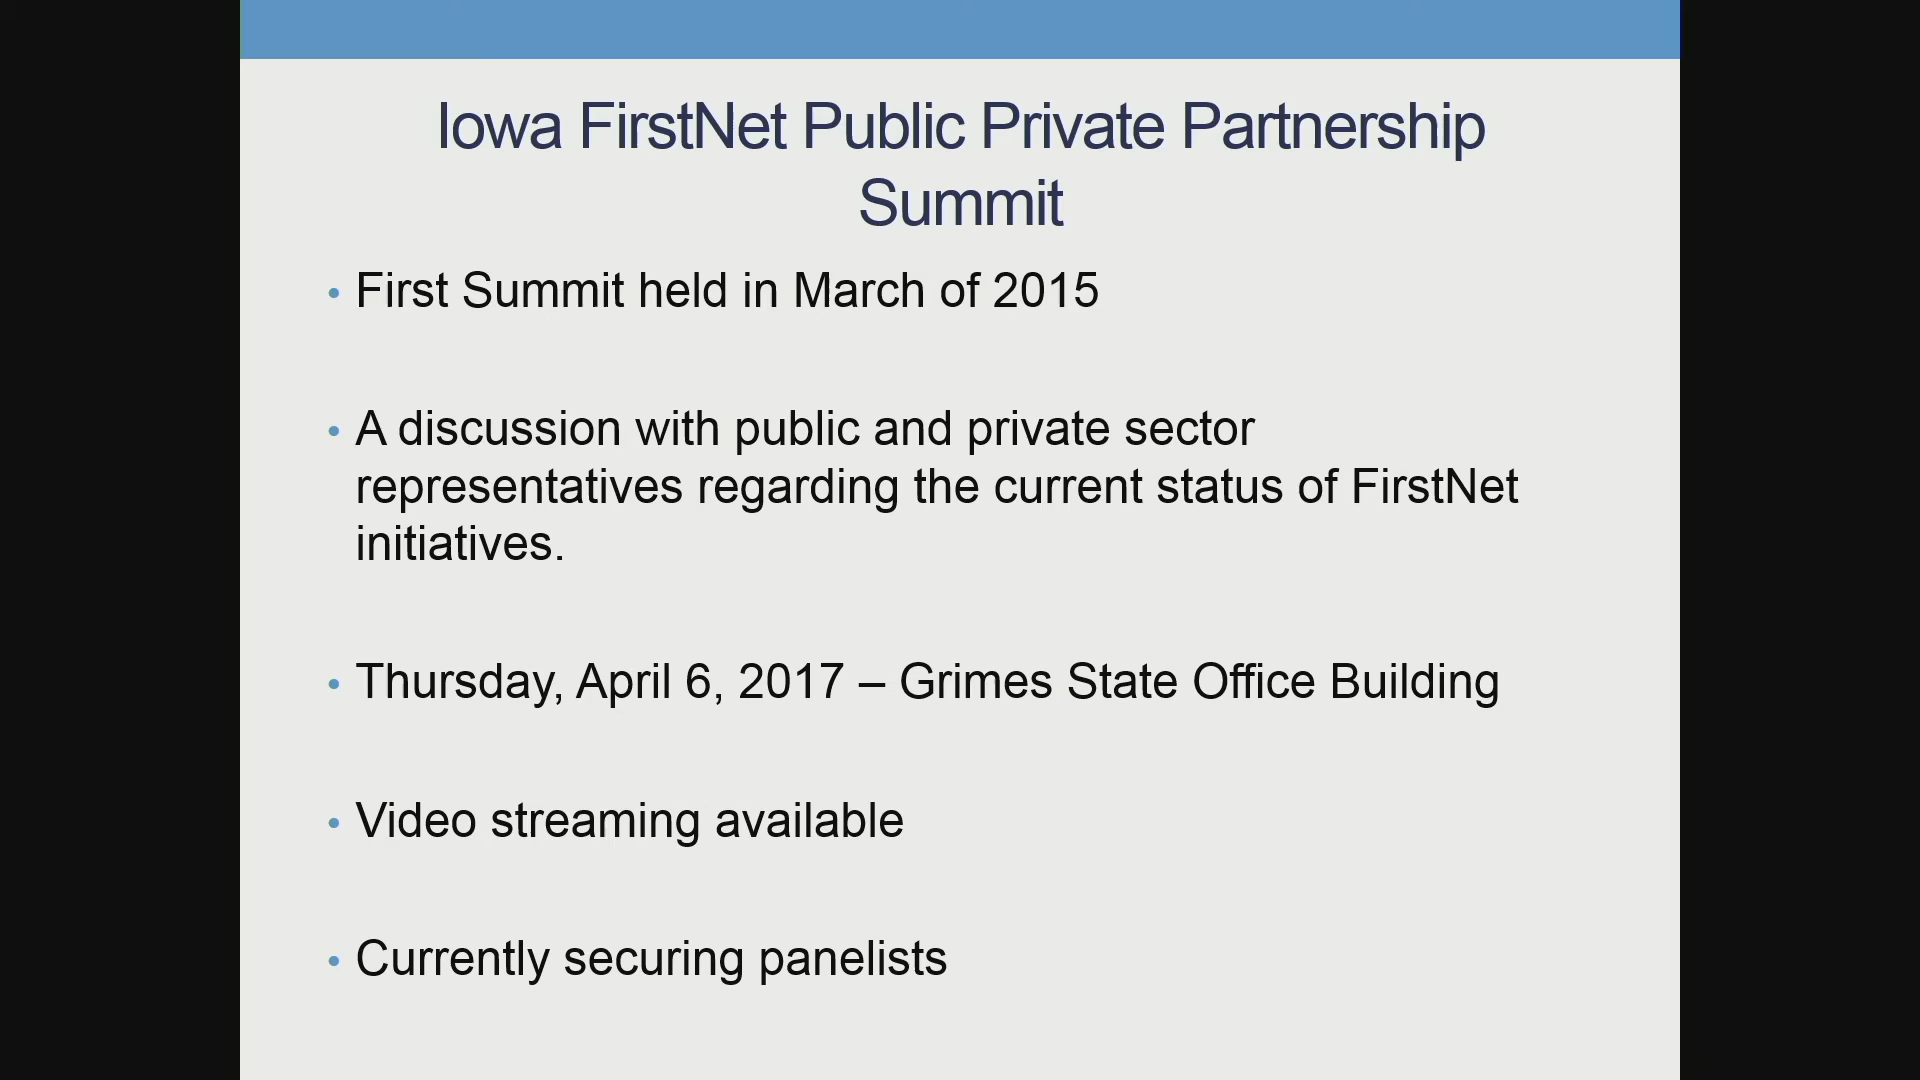 Iowa FirstNet Public Private Partnership
Summit
• First Summit held in March of 2015
• A discussion with public and private sector
representatives regarding the current status of FirstNet
initiatives.
• Thursday, April 6, 2017 – Grimes State Office Building
• Video streaming available
• Currently securing panelists